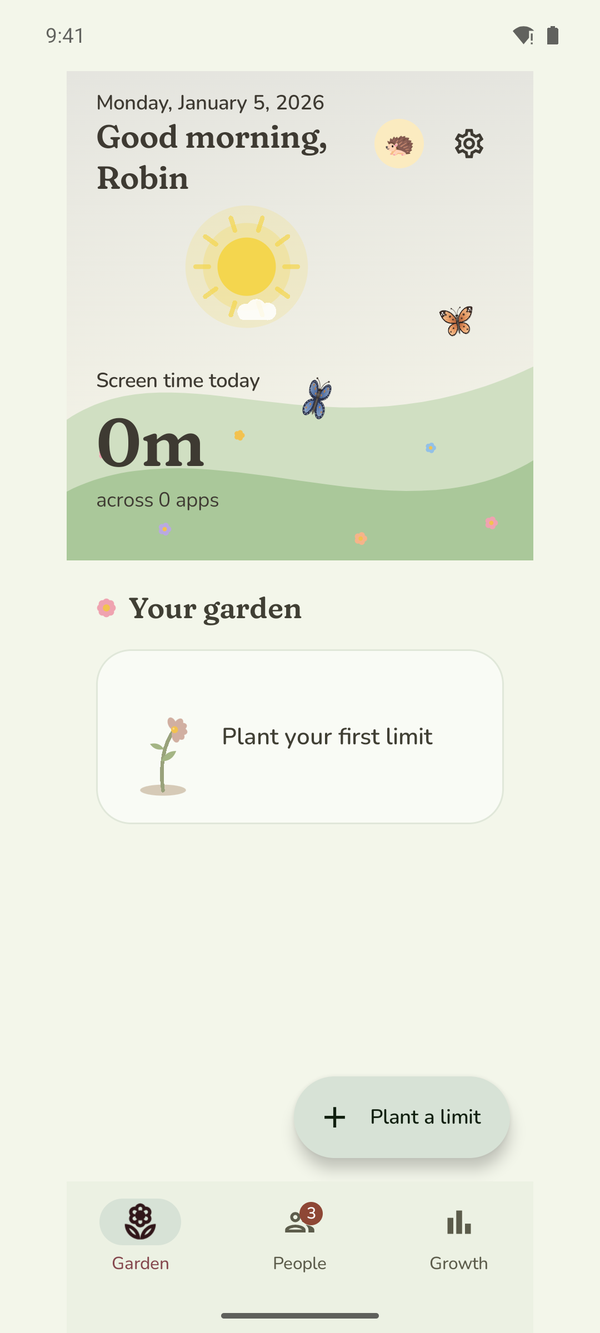 9:41
Monday, January 5, 2026
Good morning,
Robin
Screen time today
0m
across 0 apps
Your garden
Plant your first limit
Plant a limit
3
Garden
People
Growth